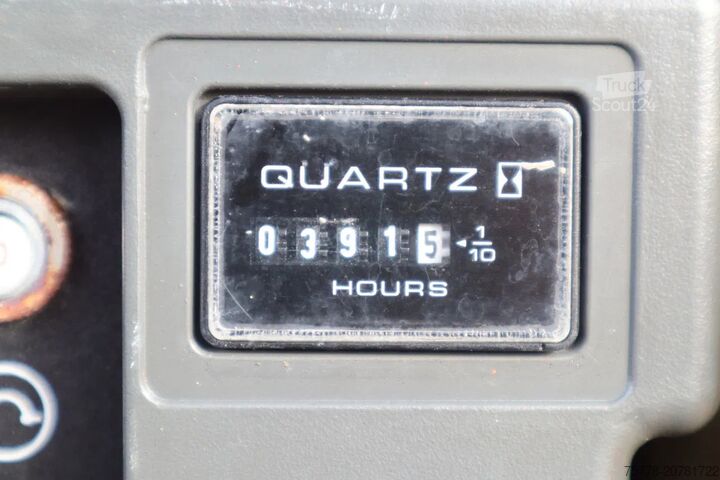 Truck
Scout24
QUARTZ
0 3 9 1 5 1/10
HOURS